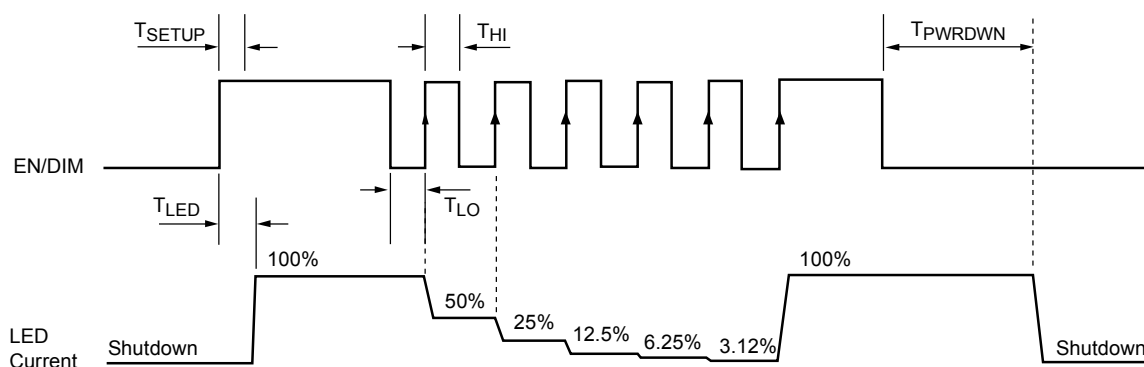 TSETUP
THI
TPWRDWN
EN/DIM
TLED
TLO
100%
50%
25%
12.5%
6.25%
3.12%
100%
LED
Current
Shutdown
Shutdown